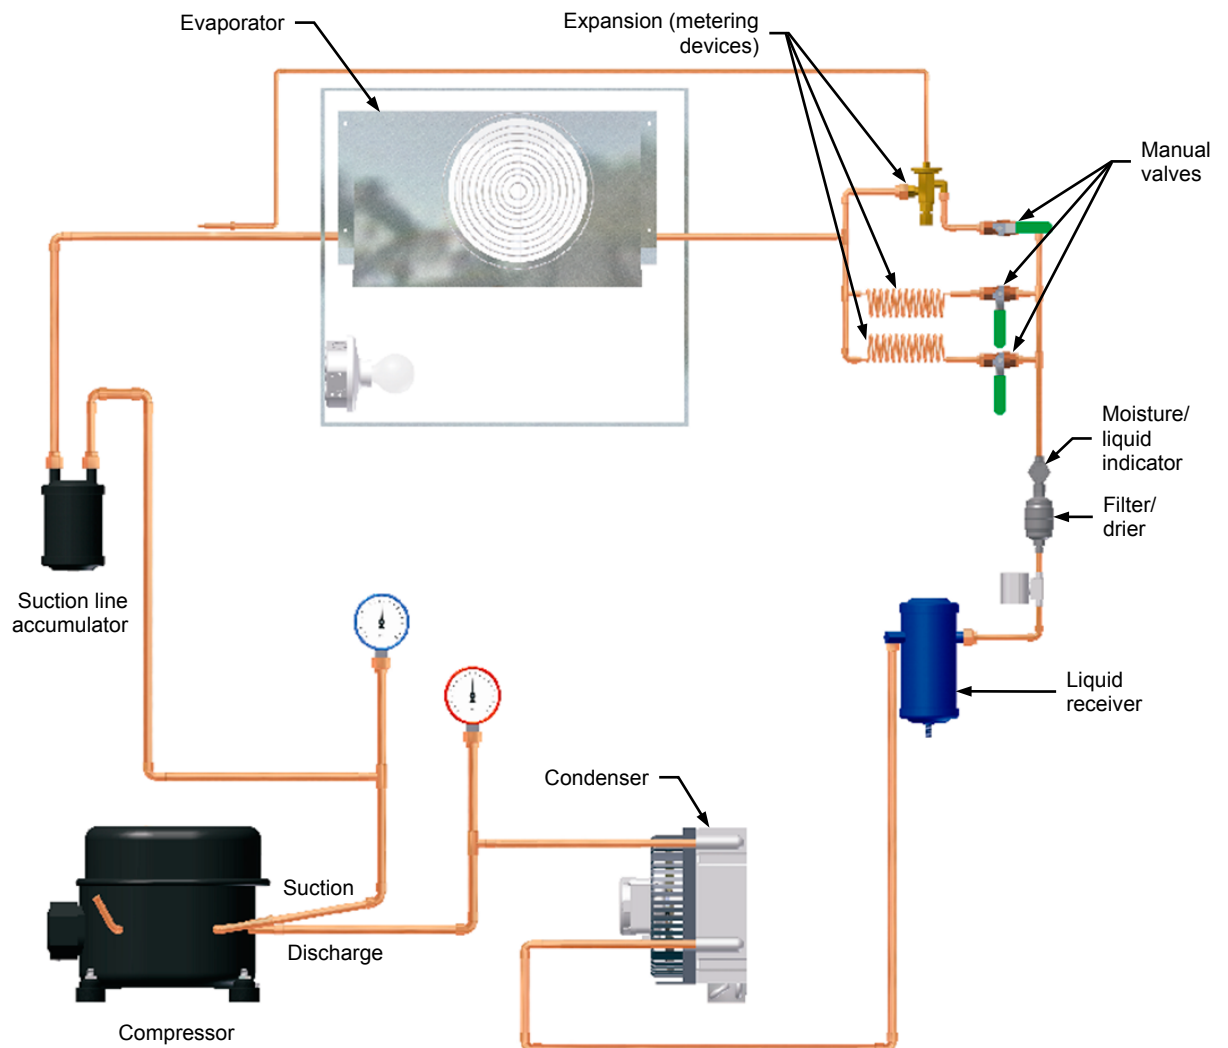 Evaporator
Expansion (metering
devices)
Manual
valves
Moisture/
liquid
indicator
Filter/
drier
Suction line
accumulator
Liquid
receiver
Condenser
Suction
Discharge
Compressor